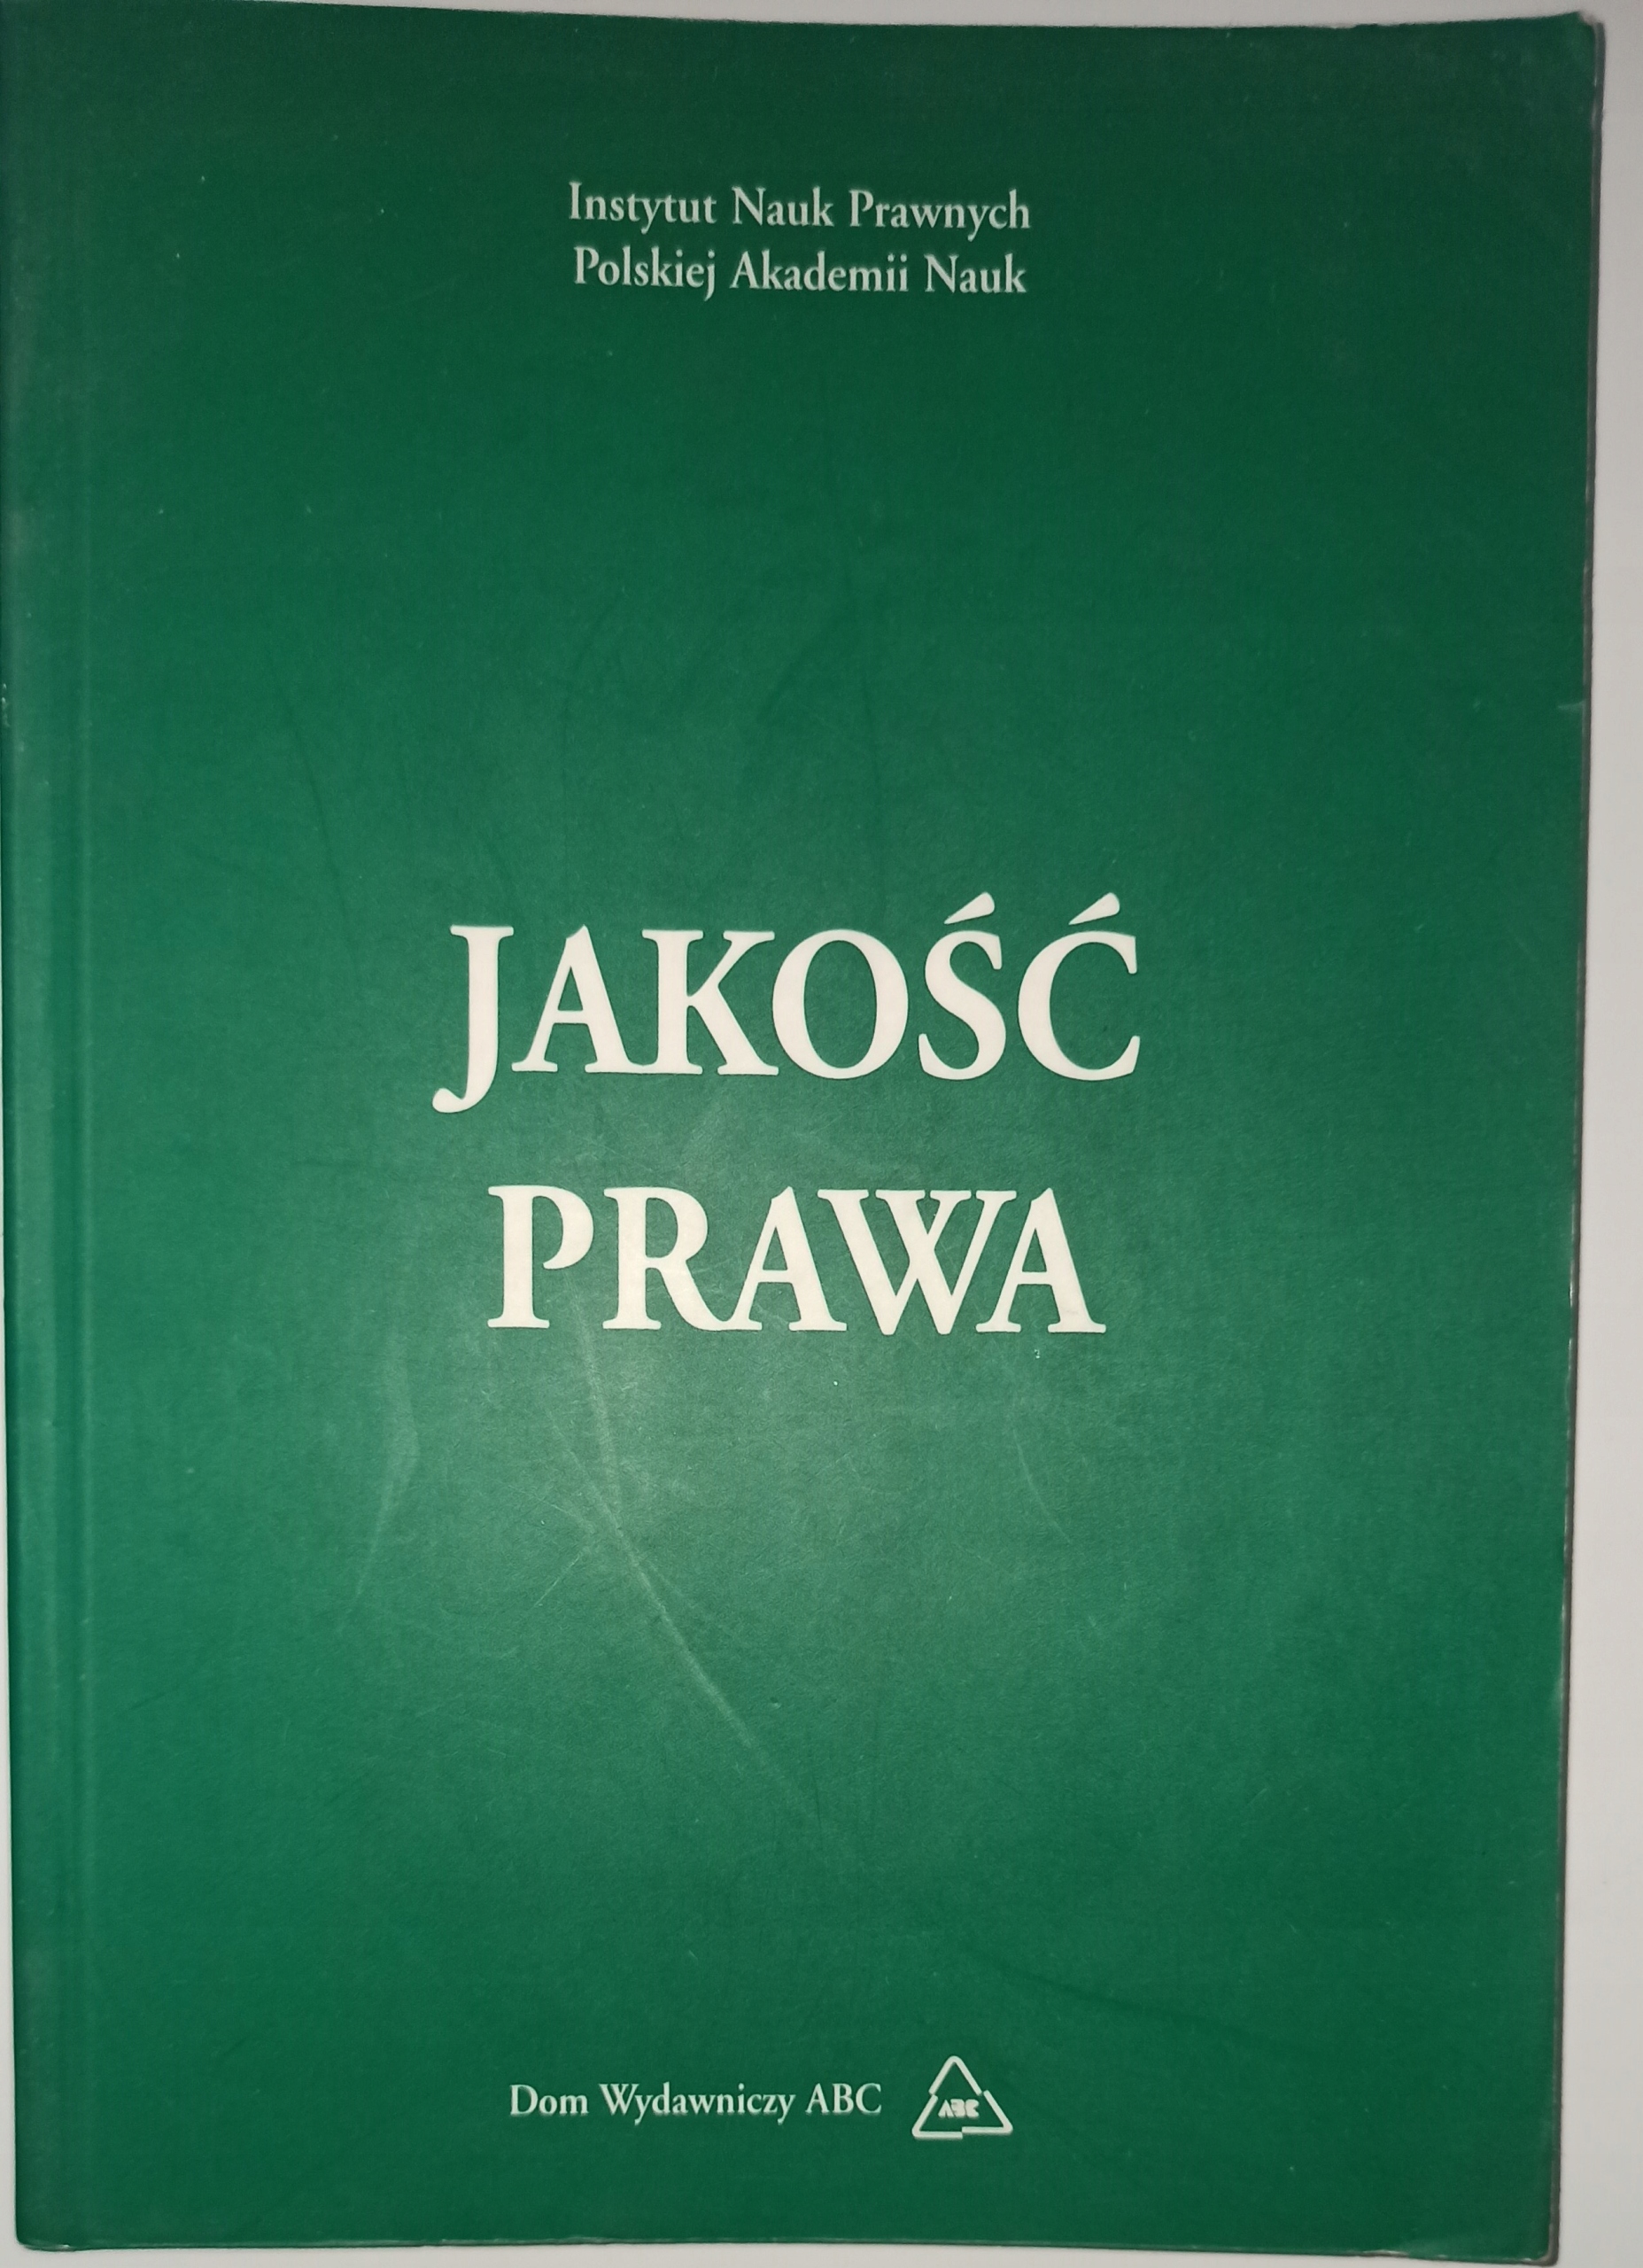 Instytut Nauk Prawnych
Polskiej Akademii Nauk
JAKOŚĆ
PRAWA
Dom Wydawniczy ABC
ABC